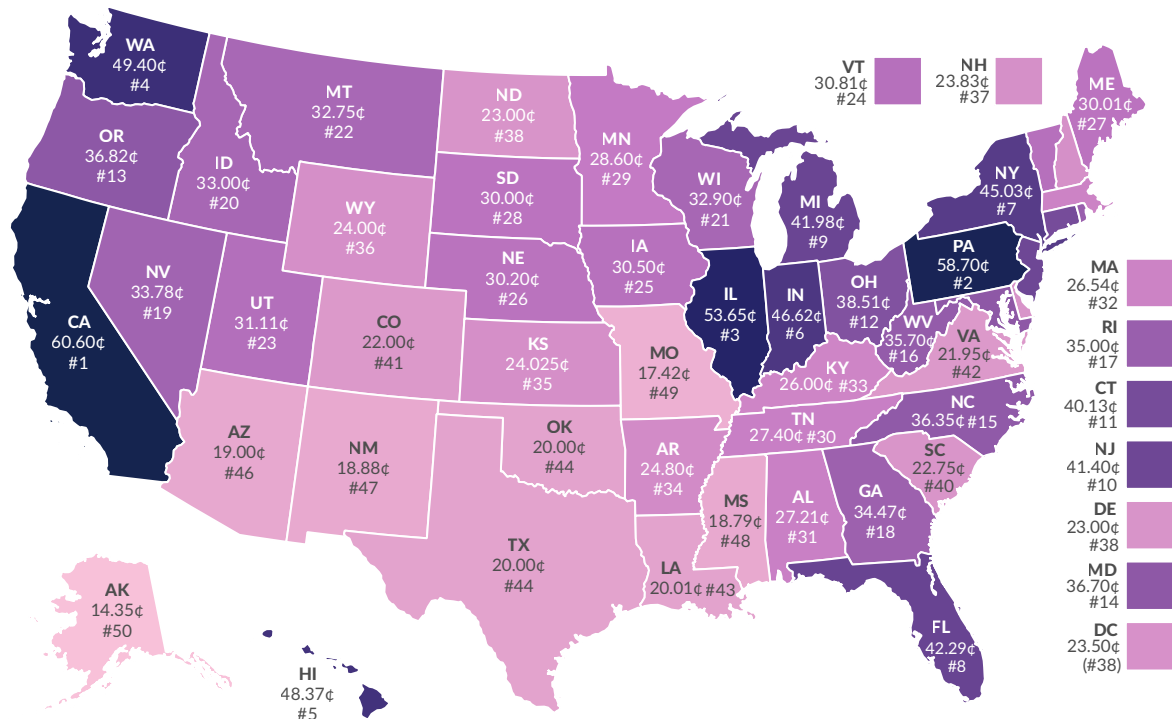 WA
49.40¢
#4
MT
32.75¢
#22
ND
23.00¢
#38
VT
30.81¢
#24
NH
23.83¢
#37
ME
30.01¢
#27
OR
36.82¢
#13
ID
33.00¢
#20
MN
28.60¢
#29
SD
30.00¢
#28
WI
32.90¢
#21
NY
45.03¢
#7
WY
24.00¢
#36
MI
41.98¢
#9
NV
33.78¢
#19
NE
30.20¢
#26
IA
30.50¢
#25
PA
58.70¢
#2
MA
26.54¢
#32
UT
31.11¢
#23
IL
53.65¢
#3
IN
46.62¢
#6
OH
38.51¢
#12
CA
60.60¢
#1
CO
22.00¢
#41
KS
24.025¢
#35
MO
17.42¢
#49
WV
35.70¢
#16
VA
21.95¢
#42
RI
35.00¢
#17
KY
26.00¢ #33
CT
40.13¢
#11
NC
36.35¢ #15
TN
27.40¢ #30
AZ
19.00¢
#46
NM
18.88¢
#47
OK
20.00¢
#44
AR
24.80¢
#34
SC
22.75¢
#40
NJ
41.40¢
#10
MS
18.79¢
#48
AL
27.21¢
#31
GA
34.47¢
#18
DE
23.00¢
#38
TX
20.00¢
#44
LA
20.01¢ #43
MD
36.70¢
#14
AK
14.35¢
#50
FL
42.29¢
#8
DC
23.50¢
(#38)
HI
48.37¢
#5